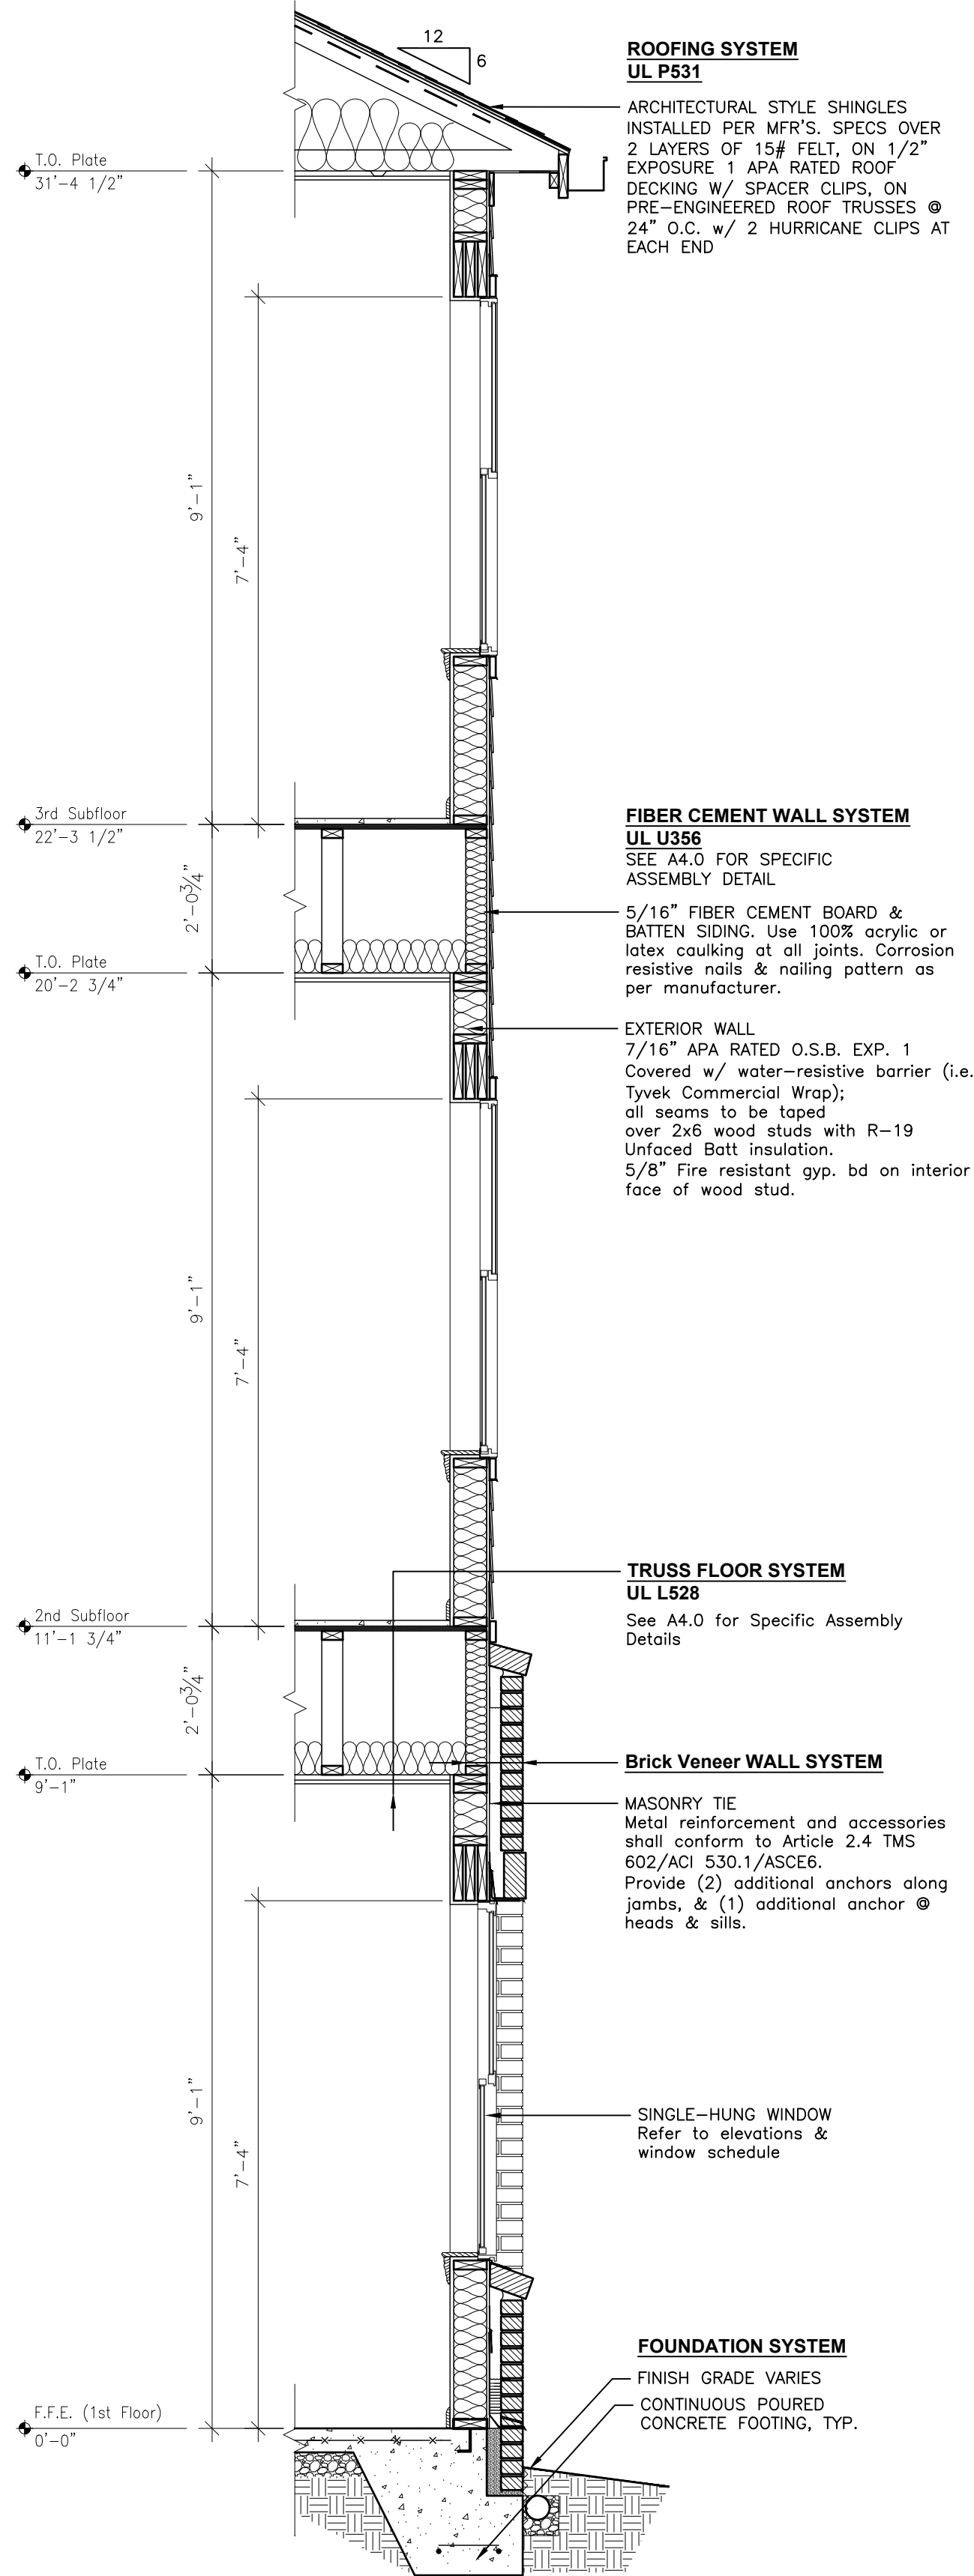 12
6
ROOFING SYSTEM
UL P531
ARCHITECTURAL STYLE SHINGLES
INSTALLED PER MFR'S. SPECS OVER
2 LAYERS OF 15# FELT, ON 1/2"
EXPOSURE 1 APA RATED ROOF
DECKING W/ SPACER CLIPS, ON
PRE-ENGINEERED ROOF TRUSSES @
24" O.C. w/ 2 HURRICANE CLIPS AT
EACH END
T.O. Plate
31'-4 1/2"
9'-1"
7'-4"
3rd Subfloor
22'-3 1/2"
FIBER CEMENT WALL SYSTEM
UL U356
SEE A4.0 FOR SPECIFIC
ASSEMBLY DETAIL
5/16" FIBER CEMENT BOARD &
BATTEN SIDING. Use 100% acrylic or
latex caulking at all joints. Corrosion
resistive nails & nailing pattern as
per manufacturer.
2'-0¾"
T.O. Plate
20'-2 3/4"
EXTERIOR WALL
7/16" APA RATED O.S.B. EXP. 1
Covered w/ water-resistive barrier (i.e.
Tyvek Commercial Wrap);
all seams to be taped
over 2x6 wood studs with R-19
Unfaced Batt insulation.
5/8" Fire resistant gyp. bd on interior
face of wood stud.
9'-1"
7'-4"
TRUSS FLOOR SYSTEM
UL L528
See A4.0 for Specific Assembly
Details
2nd Subfloor
11'-1 3/4"
2'-0¾"
T.O. Plate
9'-1"
Brick Veneer WALL SYSTEM
MASONRY TIE
Metal reinforcement and accessories
shall conform to Article 2.4 TMS
602/ACI 530.1/ASCE6.
Provide (2) additional anchors along
jambs, & (1) additional anchor @
heads & sills.
9'-1"
7'-4"
SINGLE-HUNG WINDOW
Refer to elevations &
window schedule
FOUNDATION SYSTEM
FINISH GRADE VARIES
CONTINUOUS POURED
CONCRETE FOOTING, TYP.
F.F.E. (1st Floor)
0'-0"